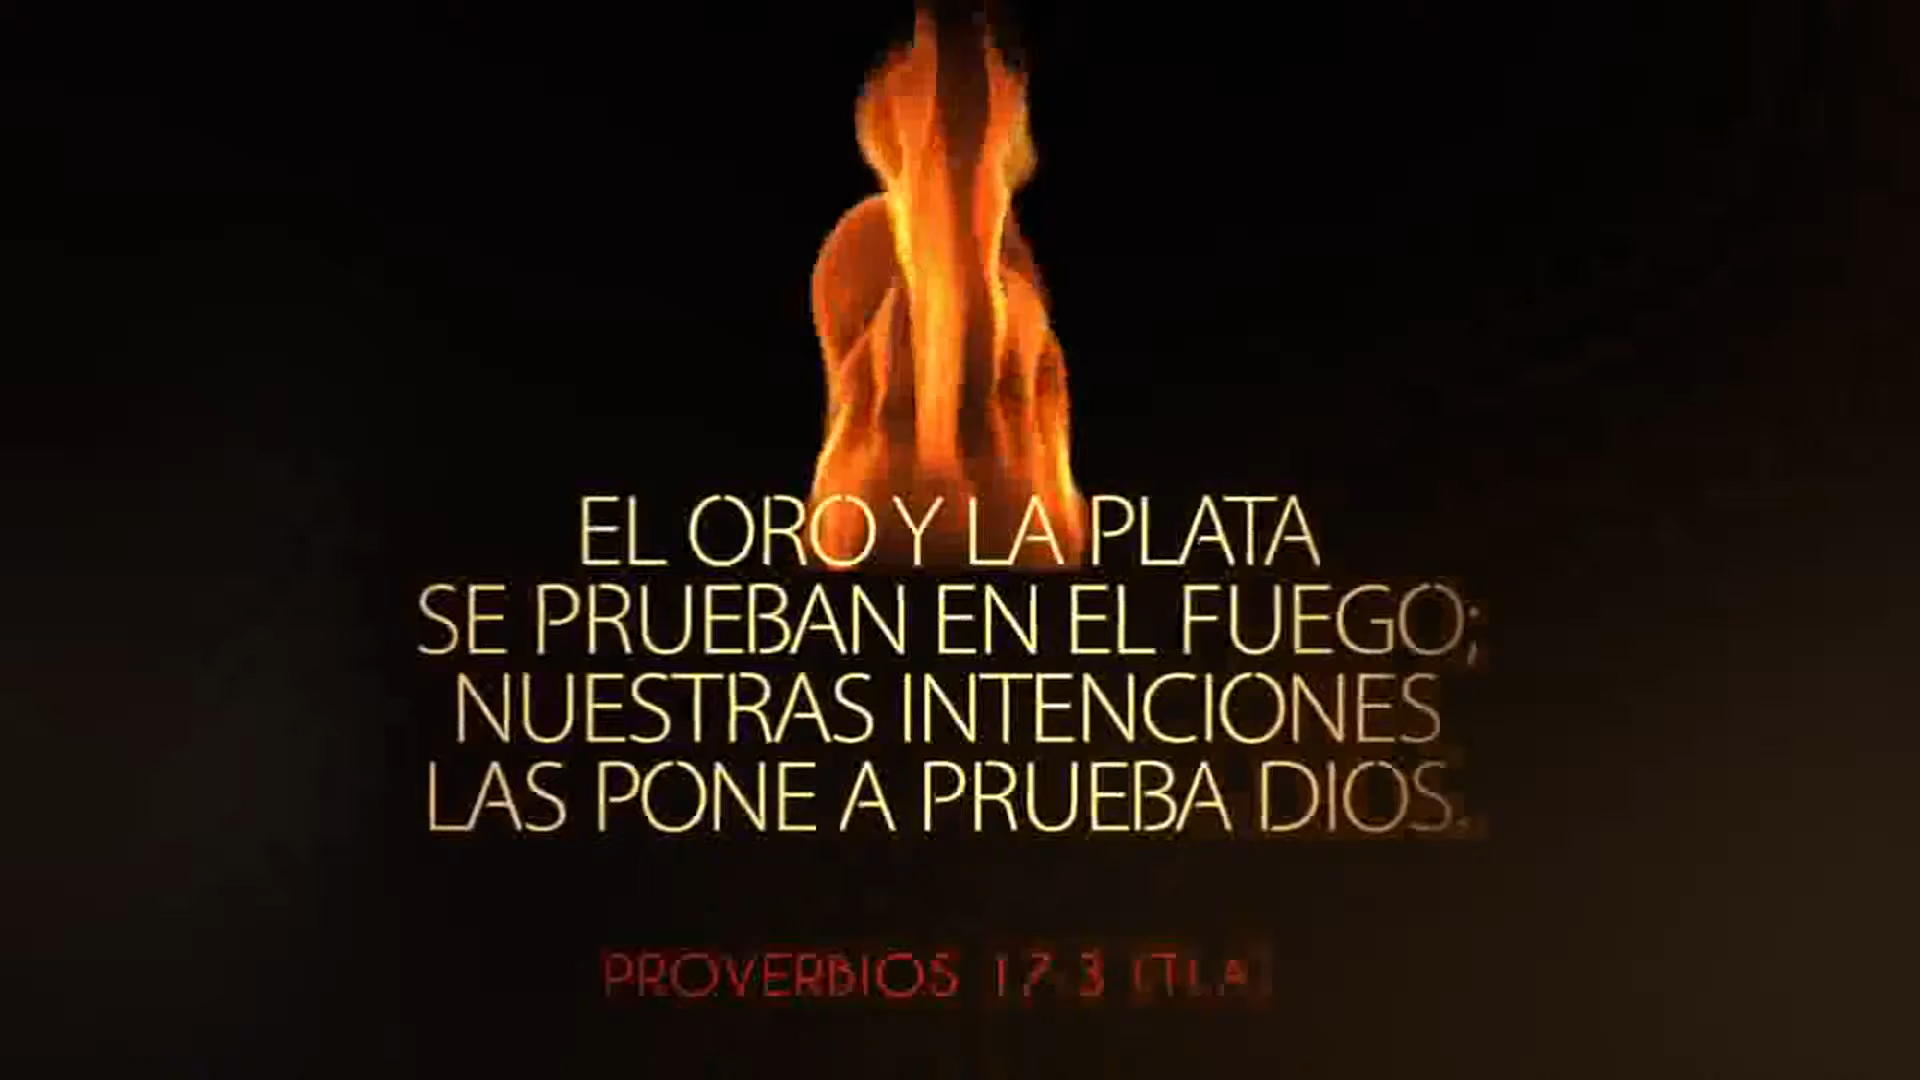 EL ORO Y LA PLATA
SE PRUEBAN EN EL FUEGO;
NUESTRAS INTENCIONES
LAS PONE A PRUEBA DIOS.
PROVERBIOS 17:3 (TLA)